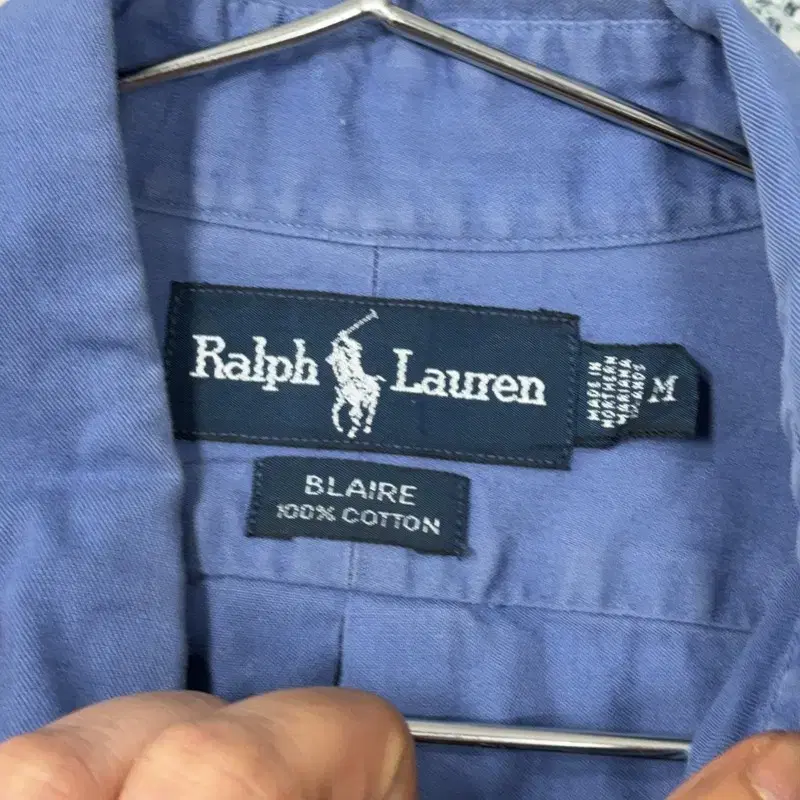 Ralph Lauren
MADE IN
NORTHERN
MARIANA
ISLANDS
M
BLAIRE
100% COTTON